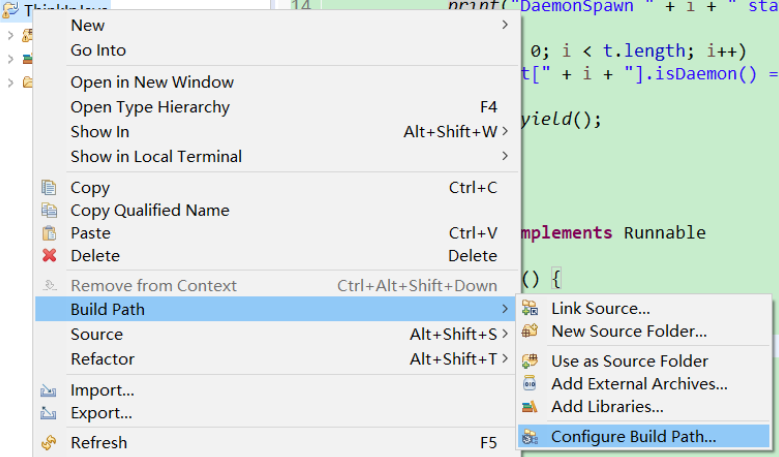 14 print("DaemonSpawn " + i + " sta
New
Go Into
0; i < t.length; i++)
Open in New Window
t[" + i + "].isDaemon() =
Open Type Hierarchy F4
yield();
Show In Alt+Shift+W
Show in Local Terminal
Copy Ctrl+C
Copy Qualified Name
Paste Ctrl+V
mplements Runnable
Delete Delete
() {
Remove from Context Ctrl+Alt+Shift+Down
Build Path
Source Alt+Shift+S
Refactor Alt+Shift+T
Import...
Export...
Refresh F5
Link Source...
New Source Folder...
Use as Source Folder
Add External Archives...
Add Libraries...
Configure Build Path...